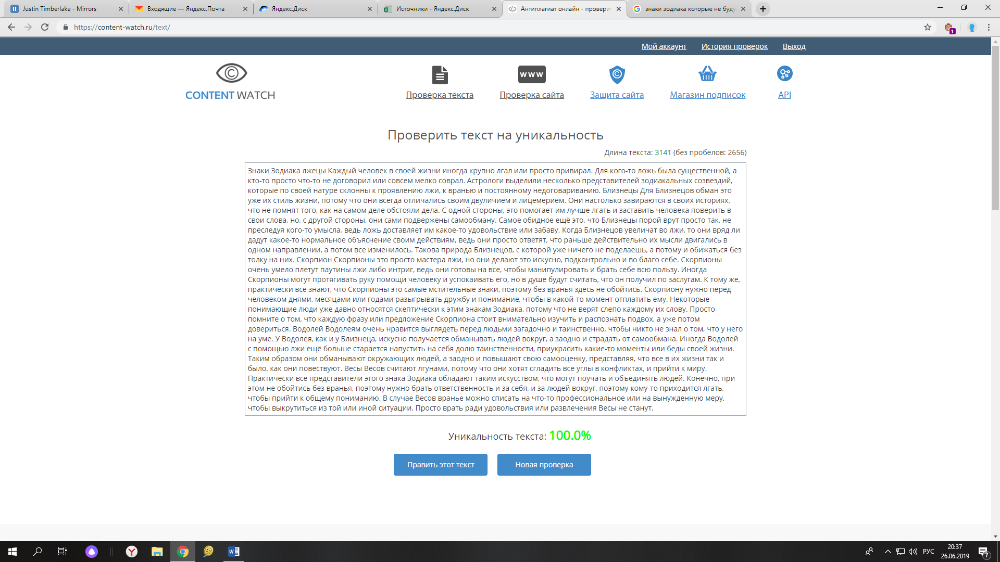 Justin Timberlake - Mirrors
Входящие — Яндекс.Почта
Яндекс.Диск
Источники - Яндекс.Диск
Антиплагиат онлайн - проверит
знаки зодиака которые не буду
https://content-watch.ru/text/
1
Мой аккаунт
История проверок
Выход
CONTENT WATCH
www
Проверка текста
Проверка сайта
Защита сайта
Магазин подписок
API
Проверить текст на уникальность
Длина текста: 3141 (без пробелов: 2656)
Знаки Зодиака лжецы Каждый человек в своей жизни иногда крупно лгал или просто привирал. Для кого-то ложь была существенной, а
кто-то просто что-то не договорил или совсем мелко соврал. Астрологи выделили несколько представителей зодиакальных созвездий,
которые по своей натуре склонны к проявлению лжи, к вранью и постоянному недоговариванию. Близнецы Для Близнецов обман это
уже их стиль жизни, потому что они всегда отличались своим двуличием и лицемерием. Они настолько завираются в своих историях,
что не помнят того, как на самом деле обстояли дела. С одной стороны, это помогает им лучше лгать и заставить человека поверить в
свои слова, но, с другой стороны, они сами подвержены самообману. Самое обидное ещё это, что Близнецы порой врут просто так, не
преследуя кого-то умысла, ведь ложь доставляет им какое-то удовольствие или забаву. Когда Близнецов увеличат во лжи, то они вряд ли
дадут какое-то нормальное объяснение своим действиям, ведь они просто ответят, что раньше действительно их мысли двигались в
одном направлении, а потом все изменилось. Такова природа Близнецов, с которой уже ничего не поделаешь, а потому и обижаться без
толку на них. Скорпион Скорпионы это просто мастера лжи, но они делают это искусно, подконтрольно и во благо себе. Скорпионы
очень умело плетут паутины лжи либо интриг, ведь они готовы на все, чтобы манипулировать и брать себе всю пользу. Иногда
Скорпионы могут протягивать руку помощи человеку и успокаивать его, но в душе будут считать, что он получил по заслугам. К тому же,
практически все знают, что Скорпионы это самые мстительные знаки, поэтому без вранья здесь не обойтись. Скорпиону нужно перед
человеком днями, месяцами или годами разыгрывать дружбу и понимание, чтобы в какой-то момент отплатить ему. Некоторые
понимающие люди уже давно относятся скептически к этим знакам Зодиака, потому что не верят слепо каждому их слову. Просто
помните о том, что каждую фразу или предложение Скорпиона стоит внимательно изучить и распознать подвох, а уже потом
довериться. Водолей Водолеям очень нравится выглядеть перед людьми загадочно и таинственно, чтобы никто не знал о том, что у него
на уме. У Водолея, как и у Близнеца, искусно получается обманывать людей вокруг, а заодно и страдать от самообмана. Иногда Водолей
с помощью лжи ещё больше старается напустить на себя долю таинственности, приукрасить какие-то моменты или беды своей жизни.
Таким образом они обманывают окружающих людей, а заодно и повышают свою самооценку, представляя, что все в их жизни так и
было, как они повествуют. Весы Весов считают лгунами, потому что они хотят сгладить все углы в конфликтах, и прийти к миру.
Практически все представители этого знака Зодиака обладают таким искусством, что могут поучать и объединять людей. Конечно, при
этом не обойтись без вранья, поэтому нужно брать ответственность и за себя, и за людей вокруг, поэтому кому-то приходится лгать,
чтобы прийти к общему пониманию. В случае Весов вранье можно списать на что-то профессиональное или на вынужденную меру,
чтобы выкрутиться из той или иной ситуации. Просто врать ради удовольствия или развлечения Весы не станут.
Уникальность текста: 100.0%
Править этот текст
Новая проверка
РУС
20:37
26.06.2019
7